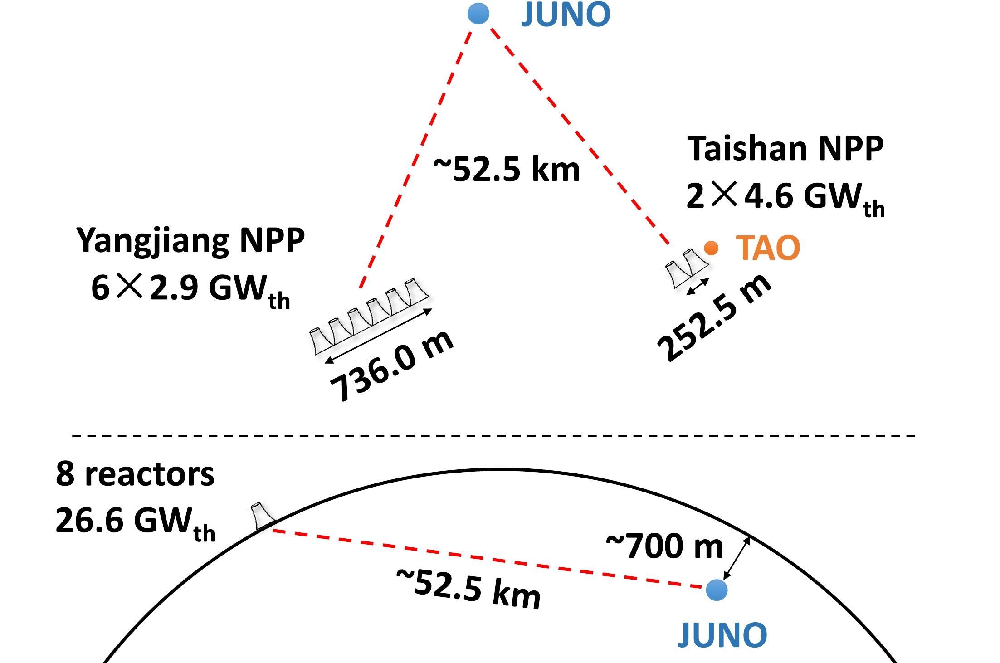 JUNO
~52.5 km
Taishan NPP
2×4.6 GWth
TAO
252.5 m
Yangjiang NPP
6×2.9 GWth
736.0 m
8 reactors
26.6 GWth
~700 m
~52.5 km
JUNO